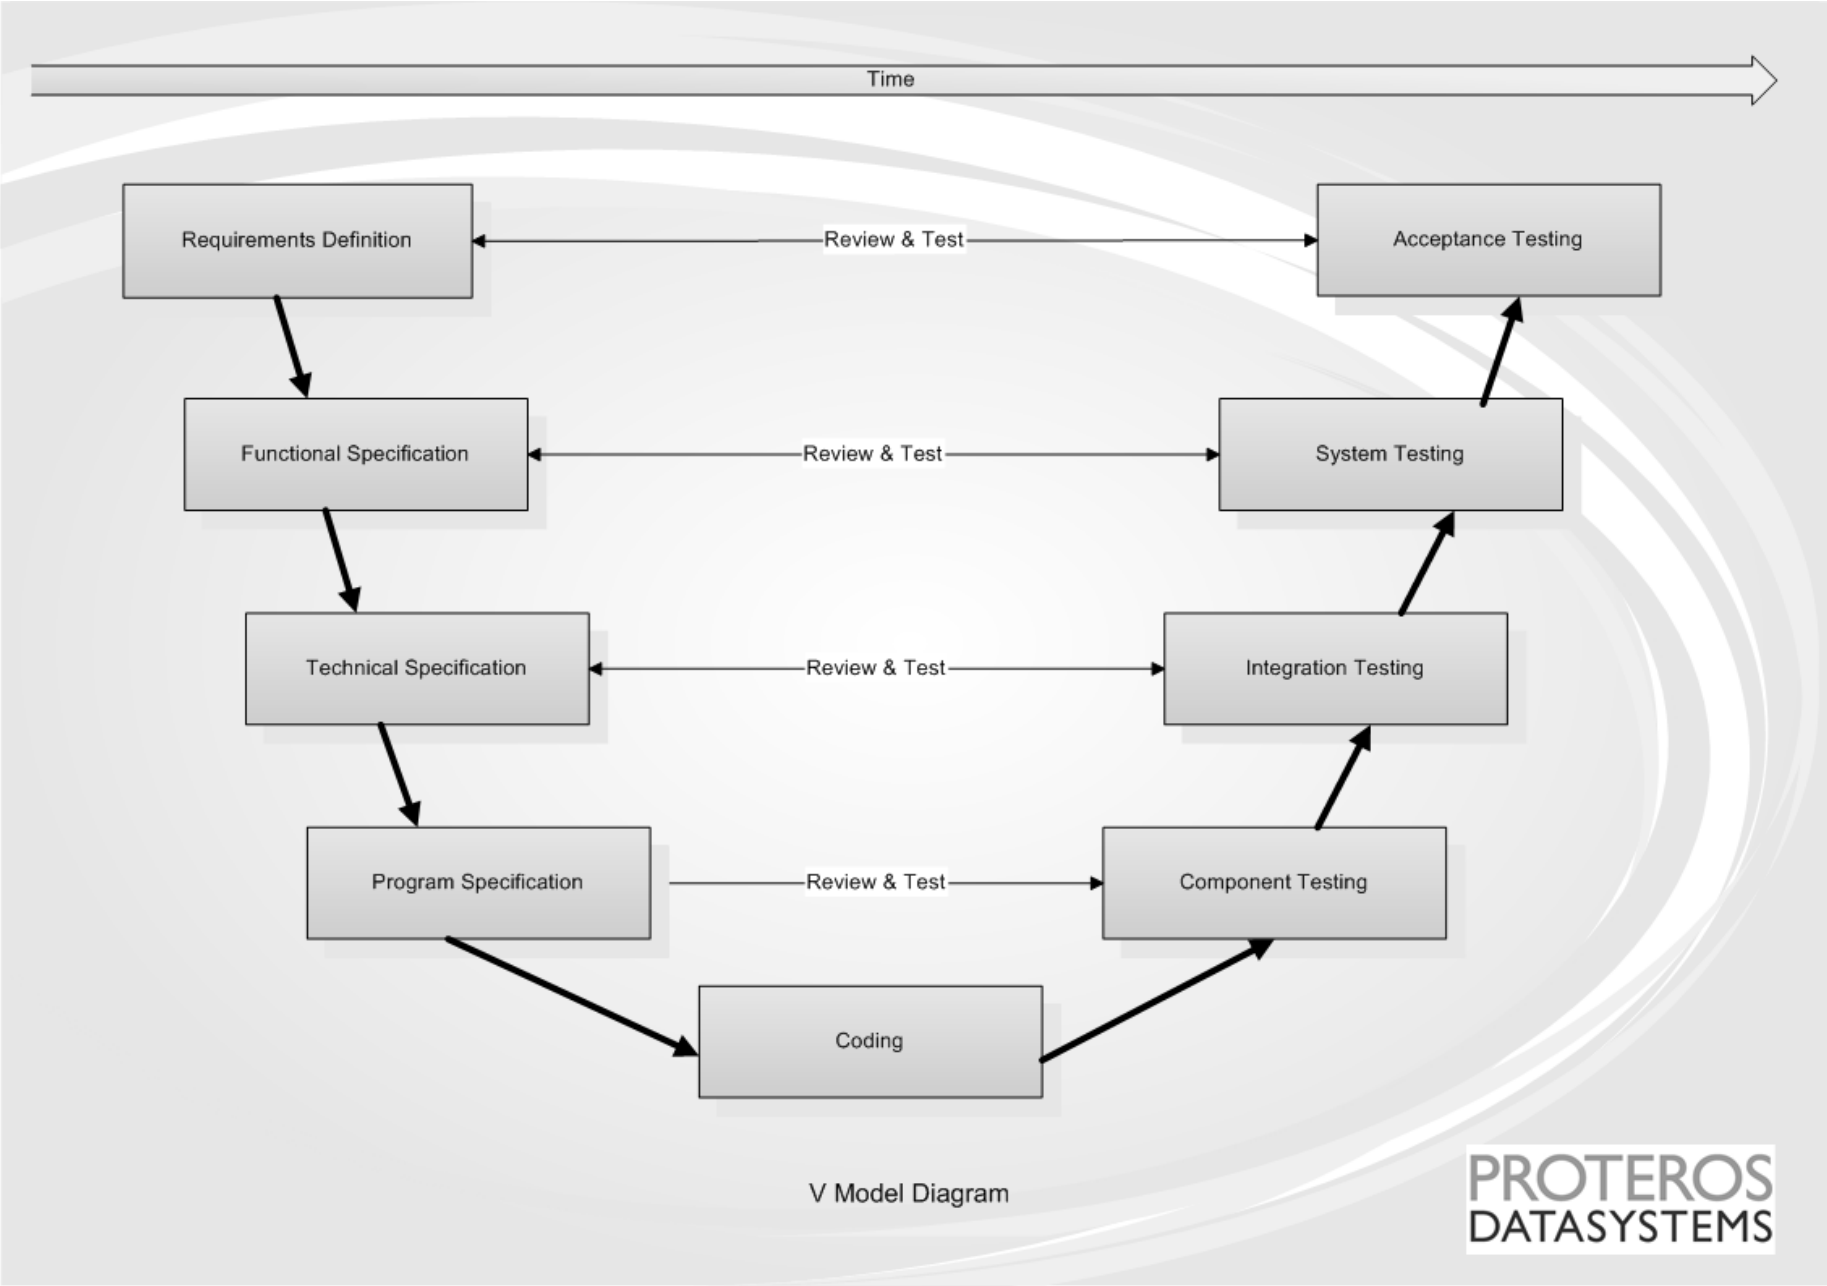 Time
Requirements Definition
Review & Test
Acceptance Testing
Functional Specification
Review & Test
System Testing
Technical Specification
Review & Test
Integration Testing
Program Specification
Review & Test
Component Testing
Coding
V Model Diagram
PROTEROS
DATASYSTEMS